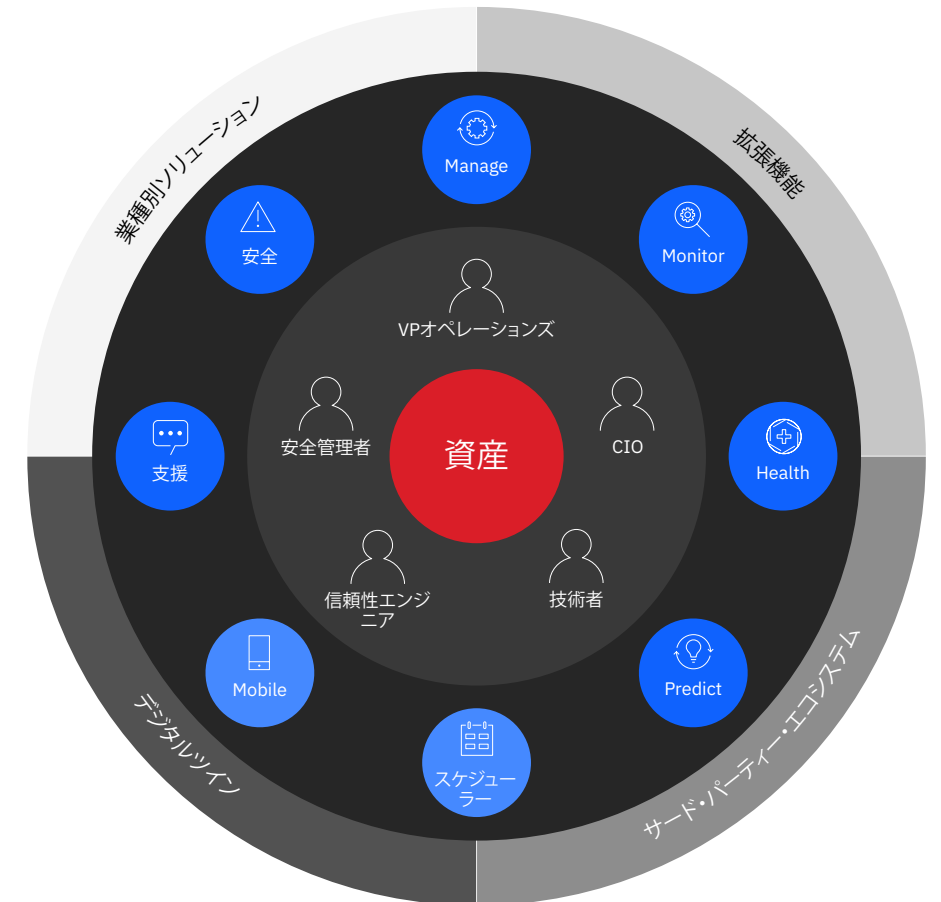 業種別ソリューション
拡張機能
Manage
安全
Monitor
VPオペレーションズ
安全管理者
資産
CIO
支援
Health
信頼性エンジ
ニア
技術者
Mobile
Predict
スケジュー
ラー
デジタルツイン
サード・パーティー・エコシステム